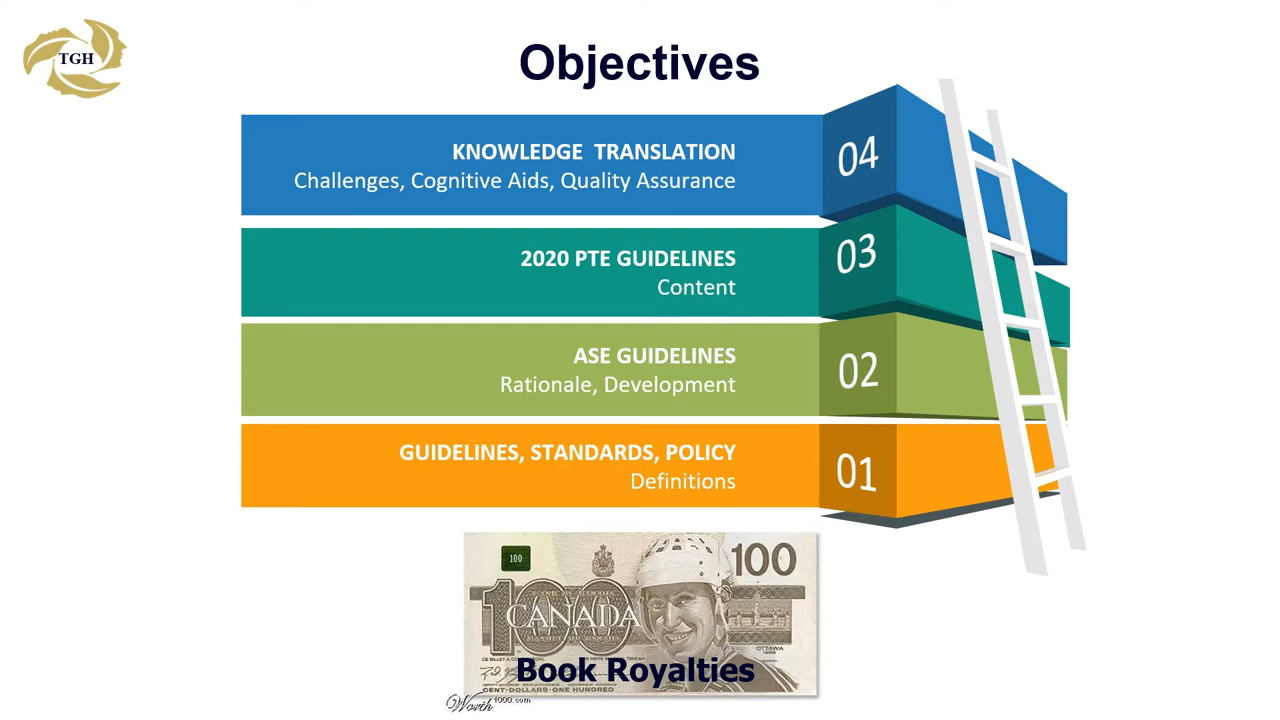 TGH
Objectives
KNOWLEDGE TRANSLATION
Challenges, Cognitive Aids, Quality Assurance
04
2020 PTE GUIDELINES
Content
03
ASE GUIDELINES
Rationale, Development
02
GUIDELINES, STANDARDS, POLICY
Definitions
01
100
100
100
CANADA
OTTAWA
Book Royalties
CENT·DOLLARS·ONE HUNDRED
Worth1000.com